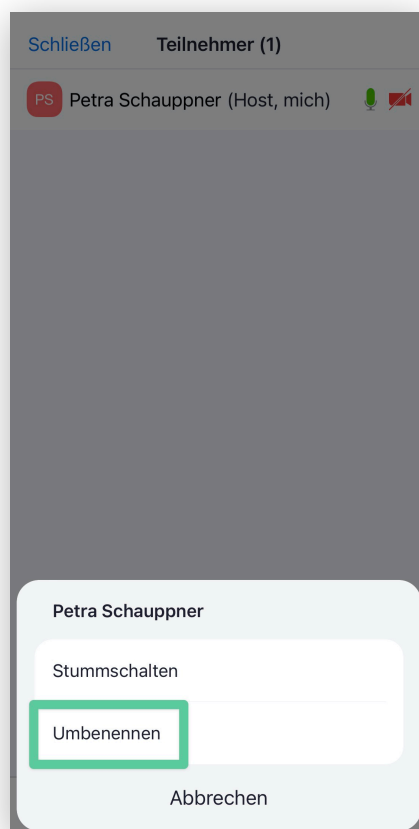 Schließen Teilnehmer (1)
PS Petra Schauppner (Host, mich)
Petra Schauppner
Stummschalten
Umbenennen
Abbrechen